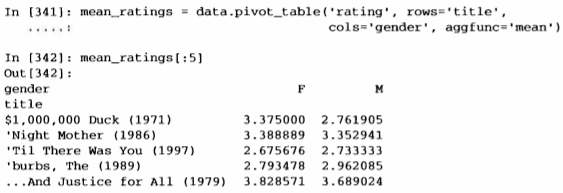 In [341]: mean_ratings = data.pivot_table('rating', rows='title',
.....: cols='gender', aggfunc='mean')
In [342]: mean_ratings[:5]
Out[342]:
gender F M
title
$1,000,000 Duck (1971) 3.375000 2.761905
'Night Mother (1986) 3.388889 3.352941
'Til There Was You (1997) 2.675676 2.733333
'burbs, The (1989) 2.793478 2.962085
...And Justice for All (1979) 3.828571 3.689024